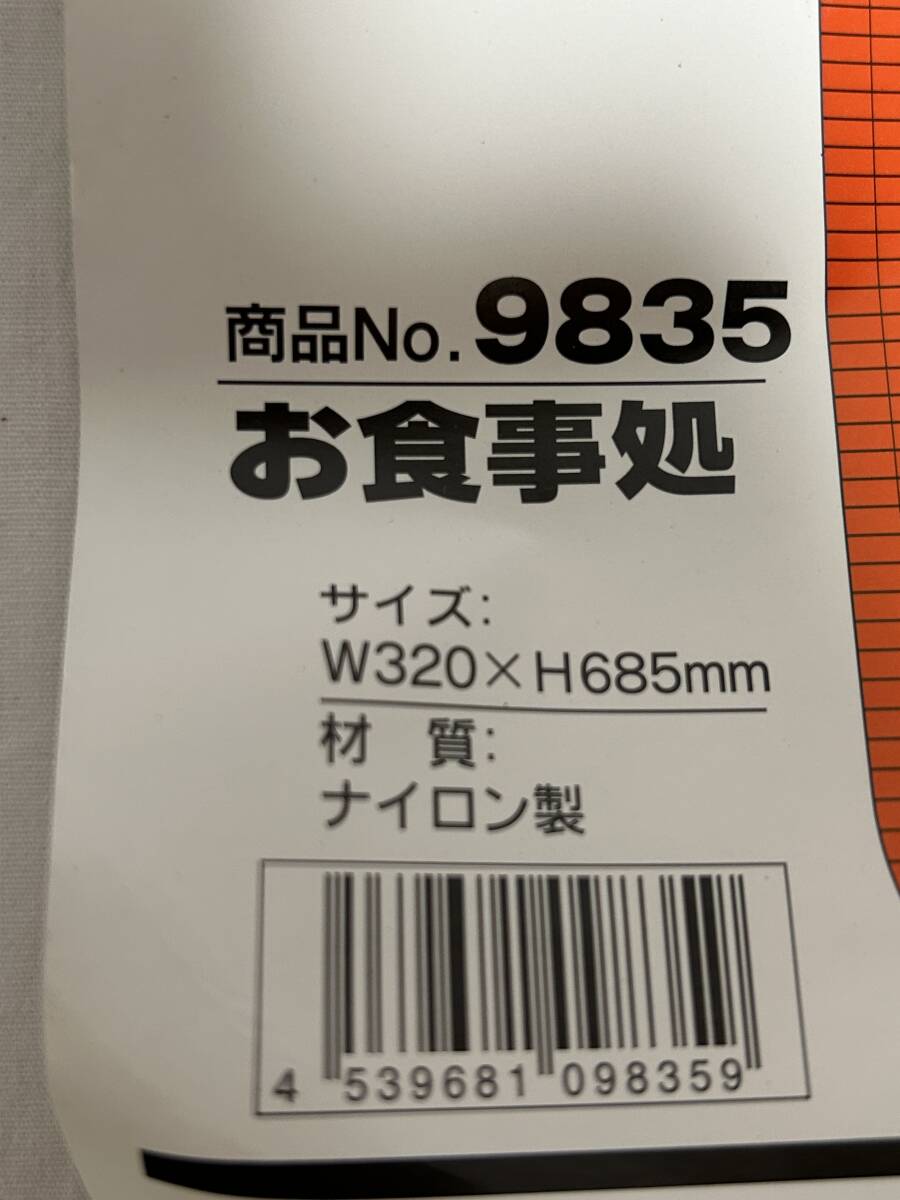 商品No. 9835
お食事処
サイズ:
W320×H685mm
材　質:
ナイロン製
4 539681 098359